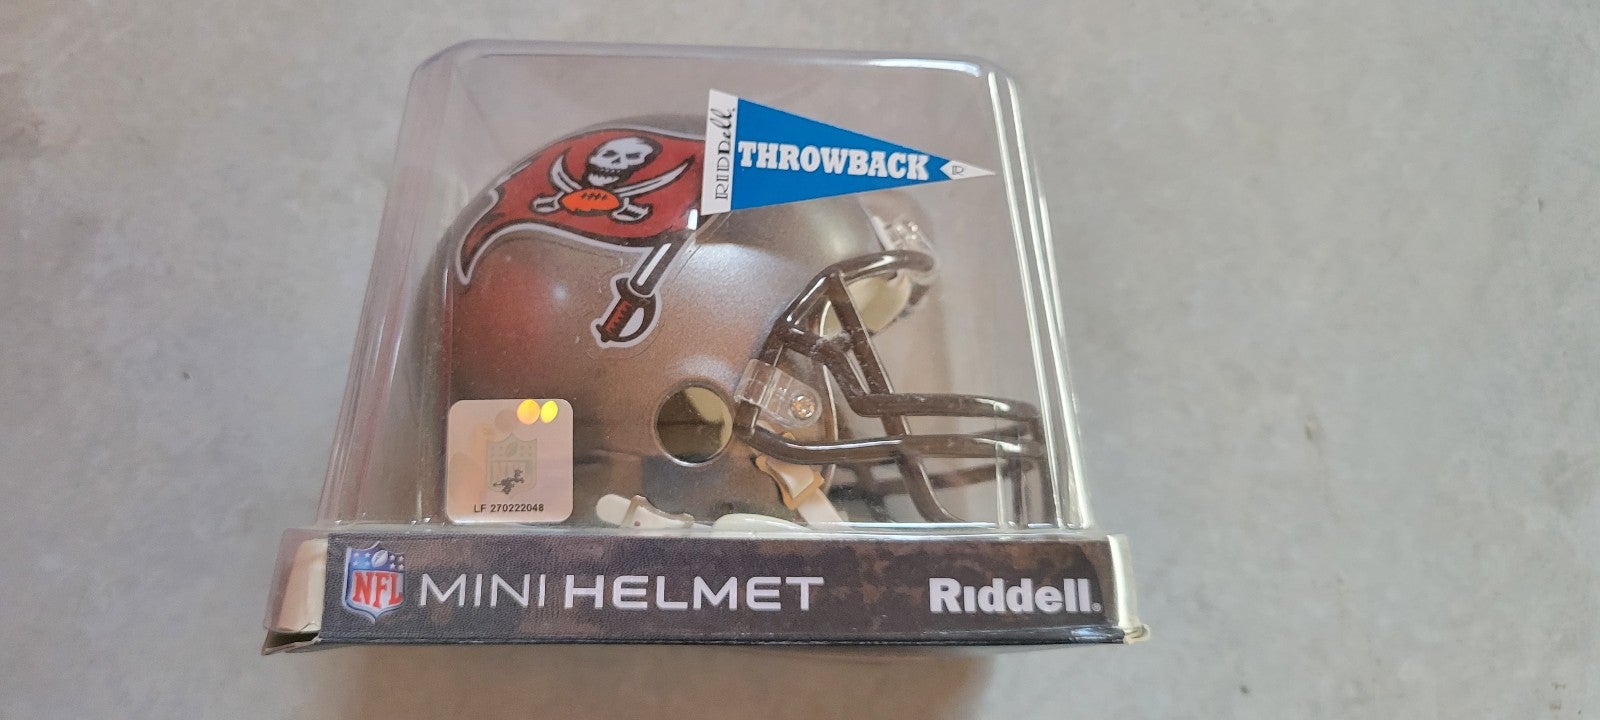 RIDDell
THROWBACK
R
LF 270222048
NFL
MINI HELMET
Riddell.